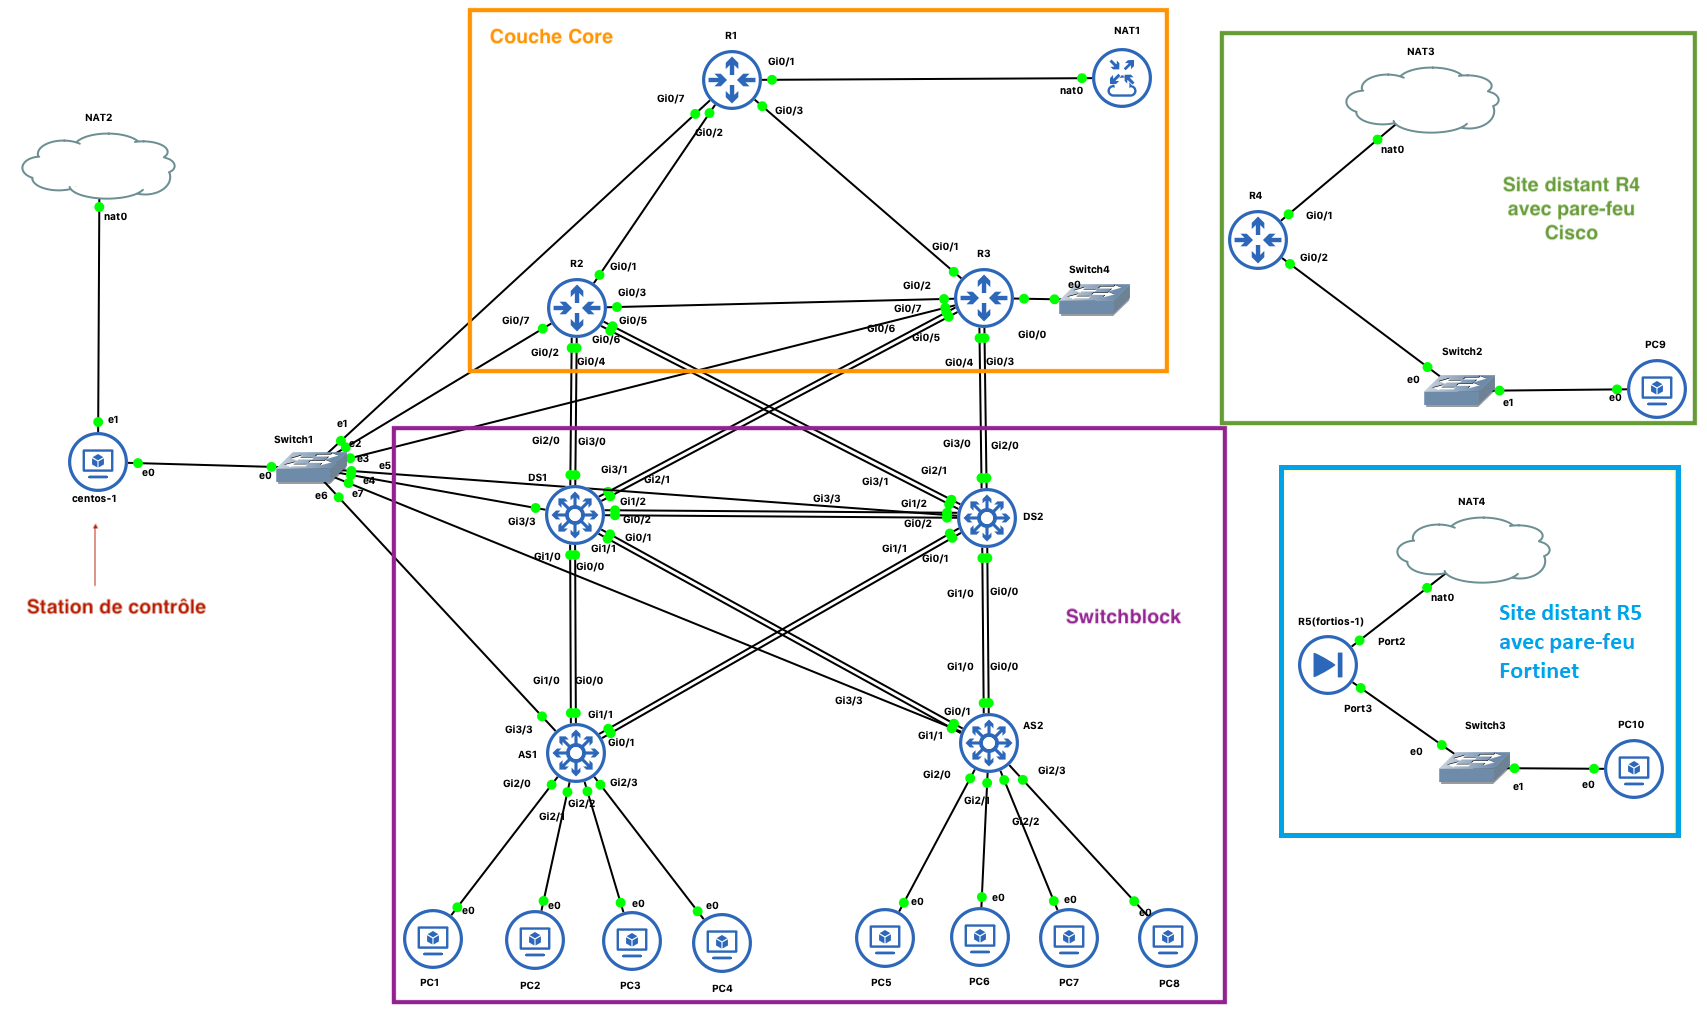 Couche Core
R1
NAT1
Gi0/1
nat0
Gi0/7
Gi0/2
Gi0/3
NAT2
nat0
e1
e0
centos-1
Station de contrôle
Switch1
e0
e1
e2
e3
e5
e4
e7
e6
R2
Gi0/1
Gi0/3
Gi0/7
Gi0/5
Gi0/6
Gi0/2
Gi0/4
R3
Gi0/1
Gi0/2
Gi0/7
Gi0/6
Gi0/5
Gi0/0
Gi0/4
Gi0/3
Switch4
e0
Gi2/0
Gi3/0
Gi3/1
Gi2/1
DS1
Gi1/2
Gi0/2
Gi3/3
Gi0/1
Gi1/1
Gi1/0
Gi0/0
Gi3/0
Gi2/0
Gi2/1
Gi3/1
Gi3/3
Gi1/2
Gi0/2
DS2
Gi1/1
Gi0/1
Gi1/0
Gi0/0
Switchblock
Gi1/0
Gi0/0
Gi1/1
Gi3/3
Gi0/1
AS1
Gi2/0
Gi2/3
Gi2/2
Gi2/1
Gi1/0
Gi0/0
Gi3/3
Gi0/1
Gi1/1
AS2
Gi2/0
Gi2/3
Gi2/1
Gi2/2
e0
e0
e0
e0
e0
e0
e0
e0
PC1
PC2
PC3
PC4
PC5
PC6
PC7
PC8
NAT3
nat0
R4
Gi0/1
Gi0/2
Site distant R4
avec pare-feu
Cisco
Switch2
e0
e1
PC9
e0
NAT4
nat0
R5(fortios-1)
Port2
Port3
Site distant R5
avec pare-feu
Fortinet
Switch3
e0
e1
PC10
e0